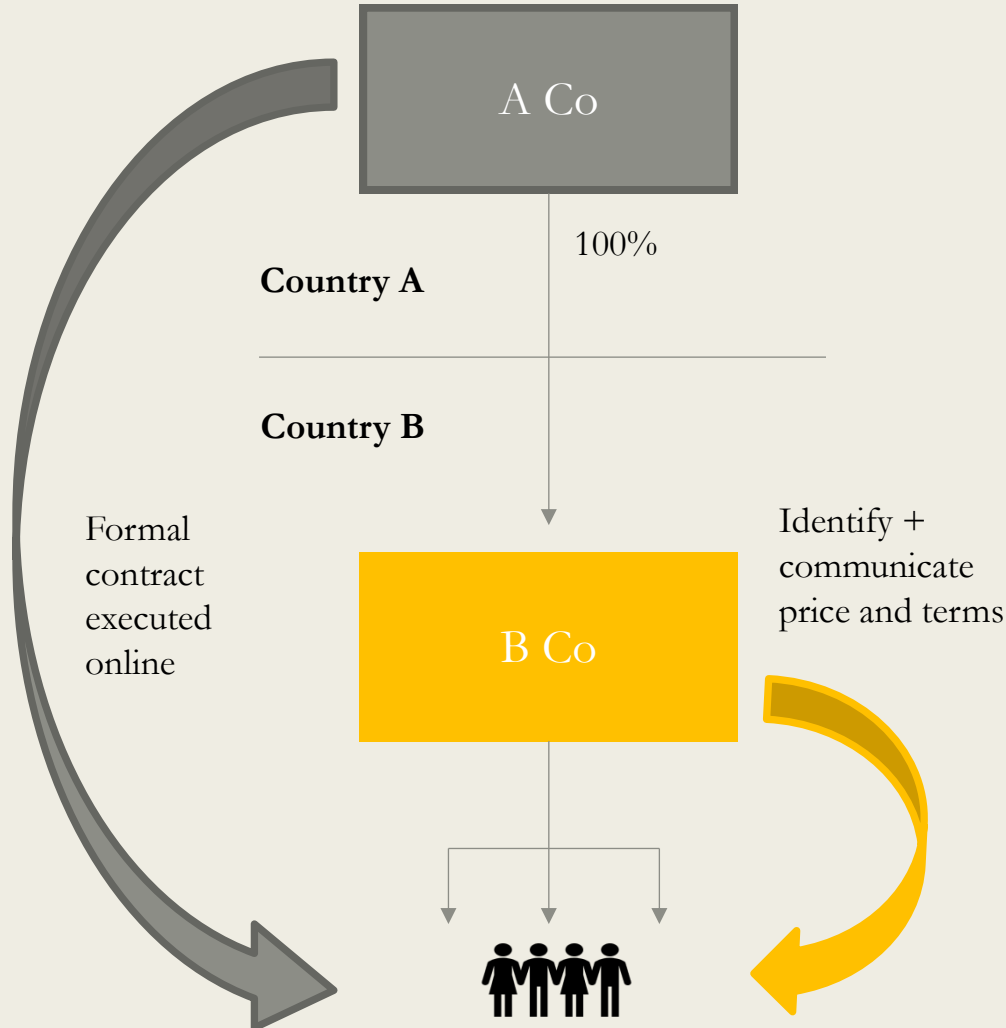 A Co
100%
Country A
Country B
Formal
contract
executed
online
Identify +
communicate
price and terms
B Co